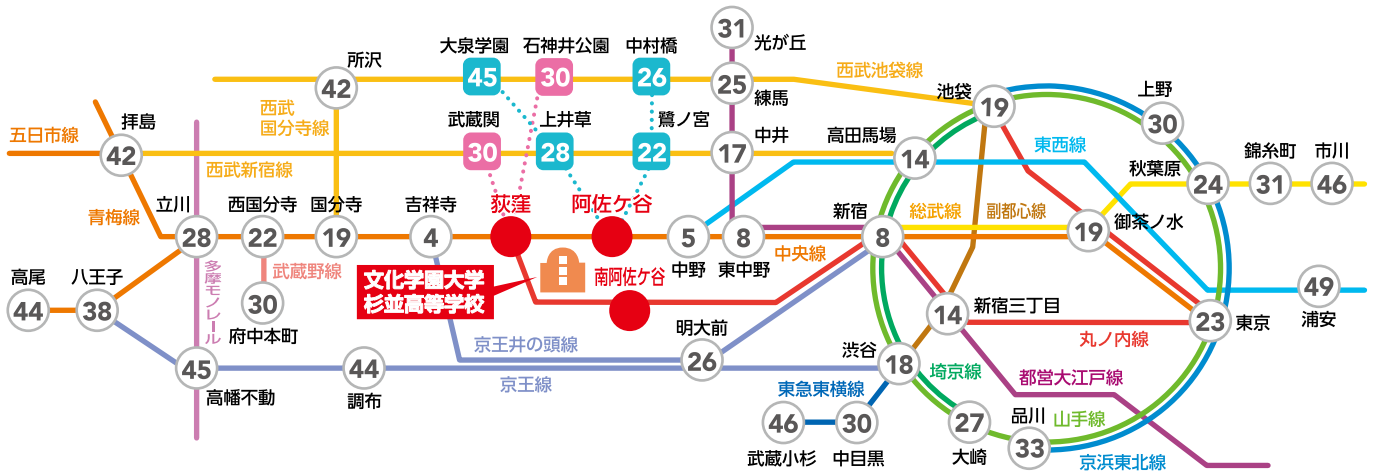 31
光が丘
所沢
42
大泉学園
45
石神井公園
30
中村橋
26
25
練馬
西武池袋線
池袋
19
上野
30
西武
国分寺線
五日市線
拝島
42
西武新宿線
武蔵関
30
上井草
28
鷺ノ宮
22
中井
17
高田馬場
14
東西線
秋葉原
24
錦糸町
31
市川
46
青梅線
立川
28
西国分寺
22
国分寺
19
吉祥寺
4
荻窪
阿佐ケ谷
5
中野
8
東中野
中央線
新宿
8
総武線
副都心線
19
御茶ノ水
高尾
44
八王子
38
多摩モノレール
武蔵野線
30
府中本町
文化学園大学
杉並高等学校
南阿佐ケ谷
京王井の頭線
明大前
26
14
新宿三丁目
丸ノ内線
23
東京
49
浦安
45
高幡不動
44
調布
京王線
渋谷
18
埼京線
都営大江戸線
東急東横線
46
武蔵小杉
30
中目黒
27
大崎
品川
33
山手線
京浜東北線